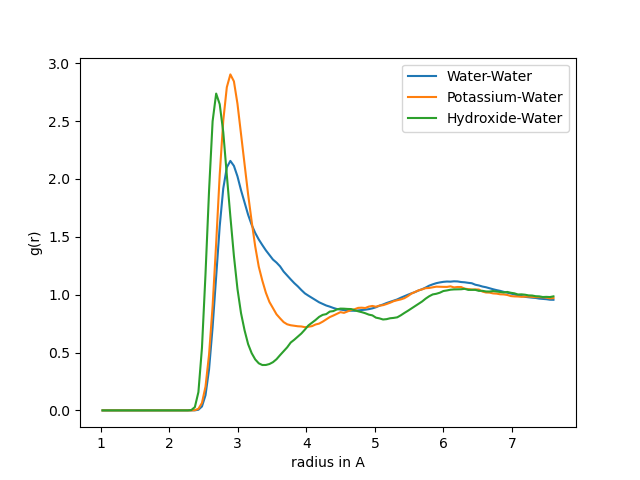 Water-Water
Potassium-Water
Hydroxide-Water
3.0
2.5
2.0
1.5
1.0
0.5
0.0
g(r)
1 2 3 4 5 6 7
radius in A